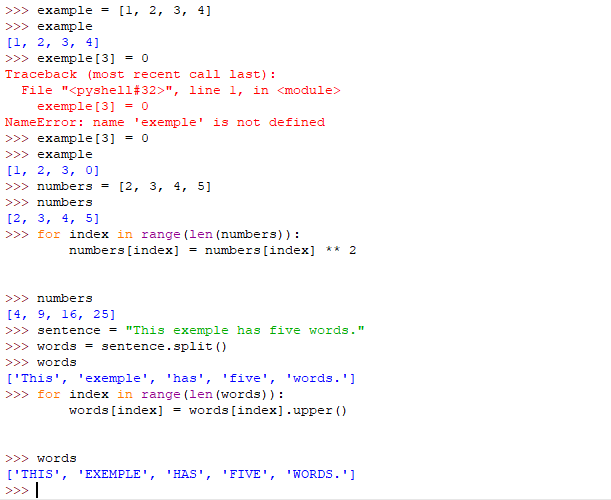 >>> example = [1, 2, 3, 4]
>>> example
[1, 2, 3, 4]
>>> exemple[3] = 0
Traceback (most recent call last):
  File "<pyshell#32>", line 1, in <module>
    exemple[3] = 0
NameError: name 'exemple' is not defined
>>> example[3] = 0
>>> example
[1, 2, 3, 0]
>>> numbers = [2, 3, 4, 5]
>>> numbers
[2, 3, 4, 5]
>>> for index in range(len(numbers)):
        numbers[index] = numbers[index] ** 2
>>> numbers
[4, 9, 16, 25]
>>> sentence = "This exemple has five words."
>>> words = sentence.split()
>>> words
['This', 'exemple', 'has', 'five', 'words.']
>>> for index in range(len(words)):
        words[index] = words[index].upper()
>>> words
['THIS', 'EXEMPLE', 'HAS', 'FIVE', 'WORDS.']
>>>